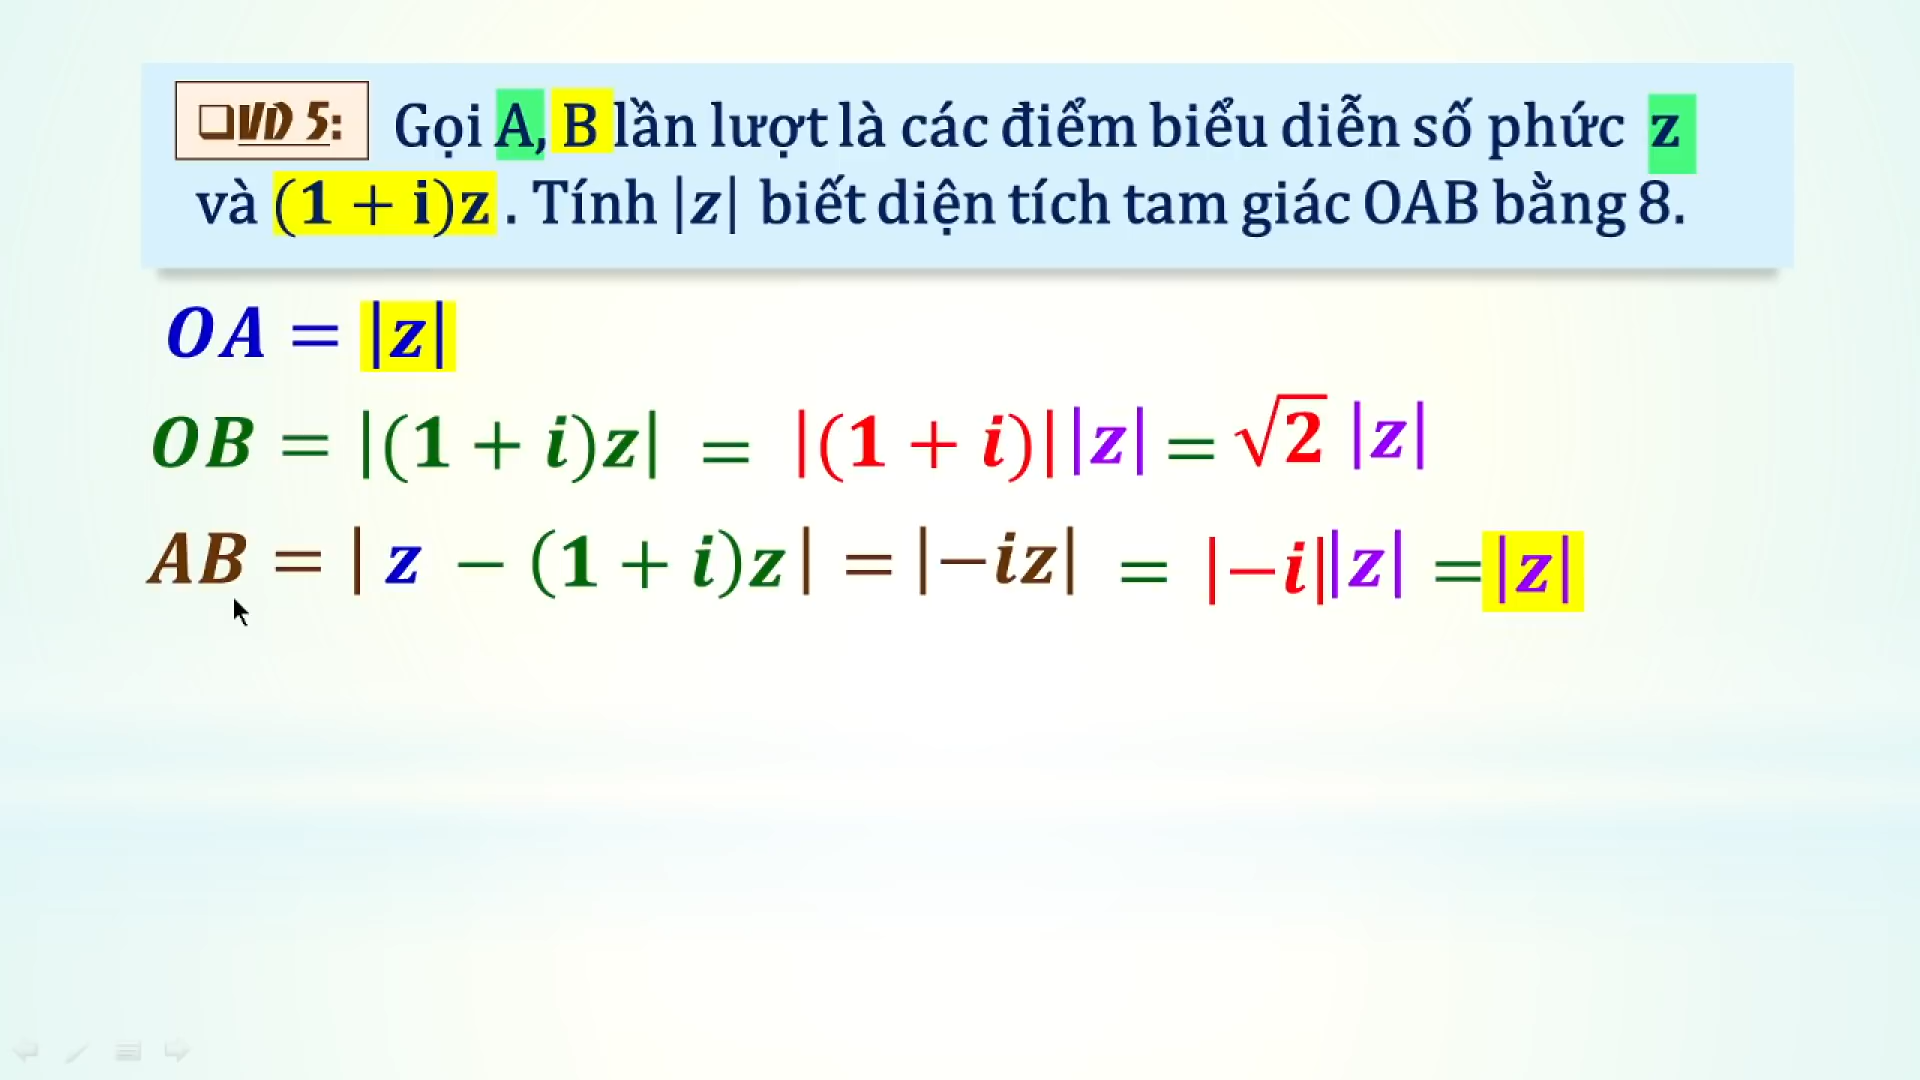 ❑VD 5: Gọi A, B lần lượt là các điểm biểu diễn số phức z
và (1 + i)z . Tính |z| biết diện tích tam giác OAB bằng 8.
OA = |z|
OB = |(1 + i)z| = |(1 + i)||z| = √2 |z|
AB = | z − (1 + i)z| = |−iz| = |−i||z| = |z|